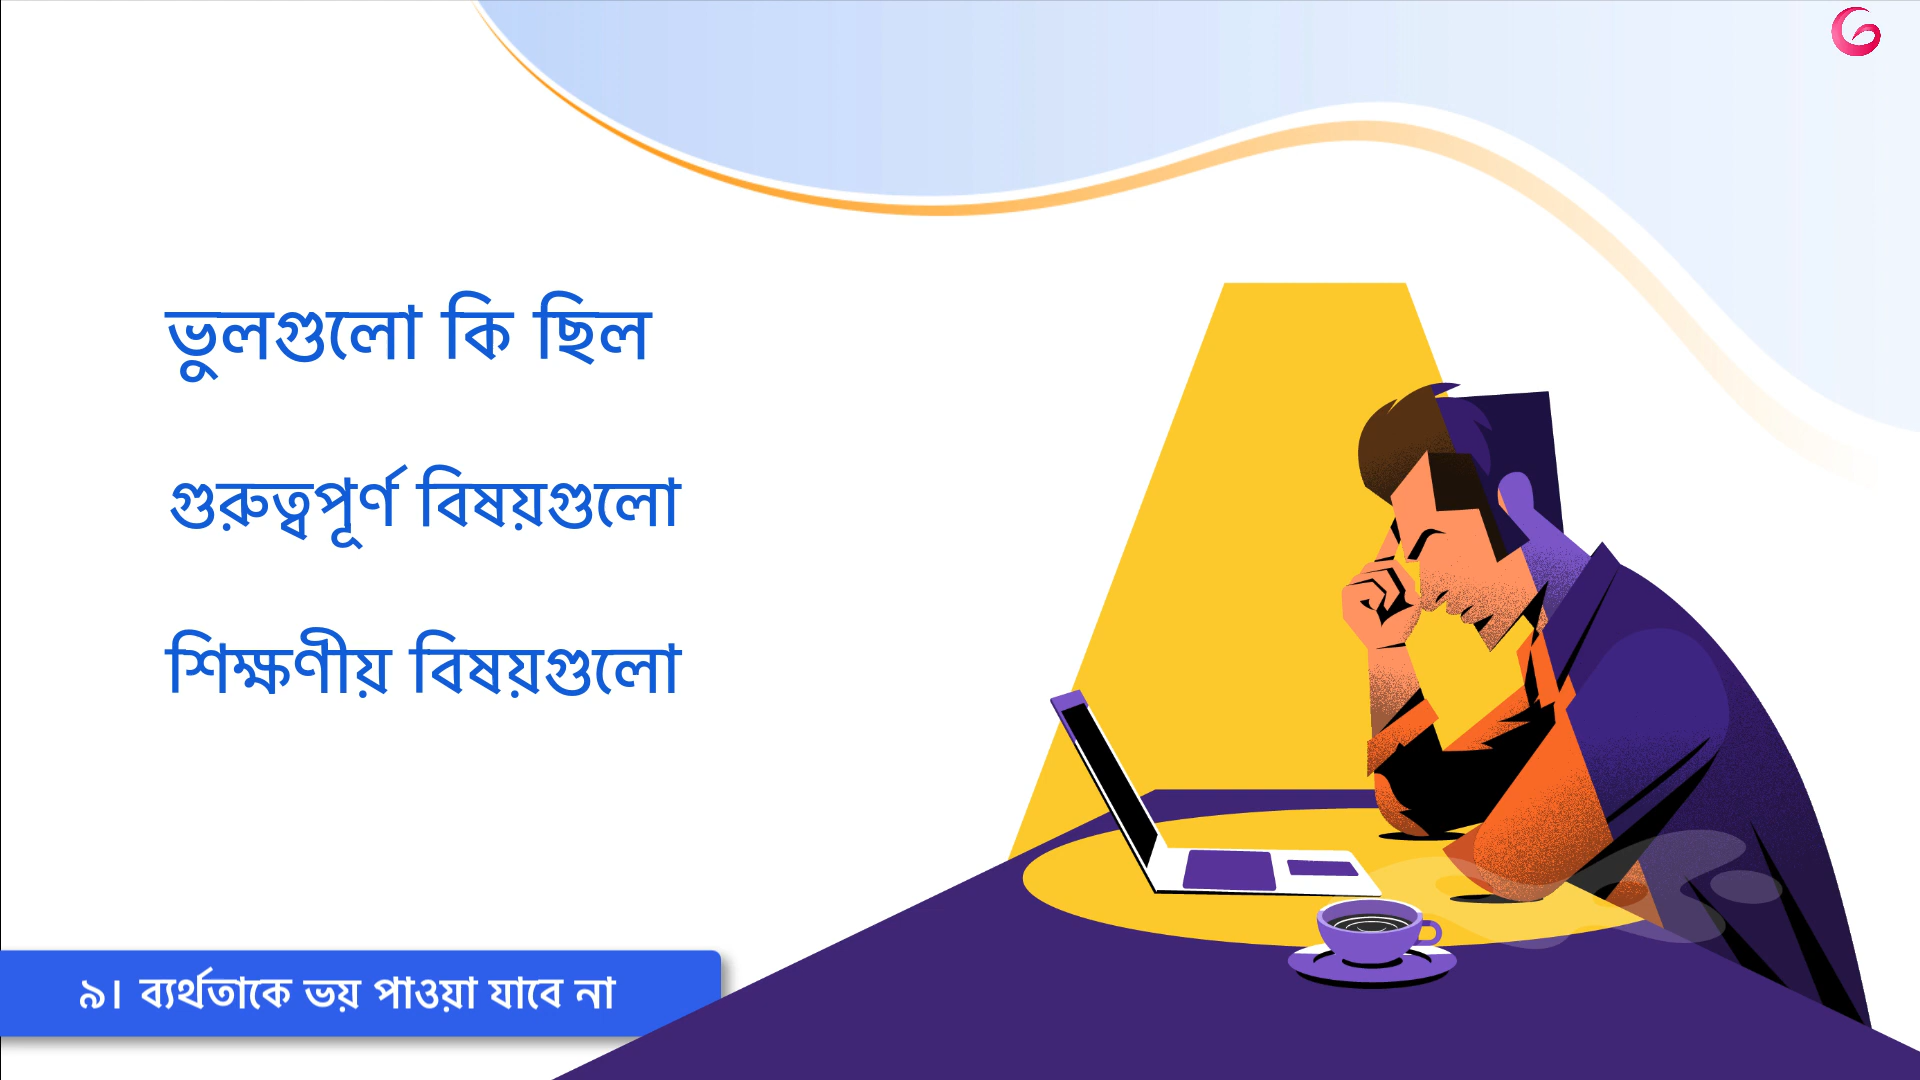 ভুলগুলো কি ছিল
গুরুত্বপূর্ণ বিষয়গুলো
শিক্ষণীয় বিষয়গুলো
৯। ব্যর্থতাকে ভয় পাওয়া যাবে না